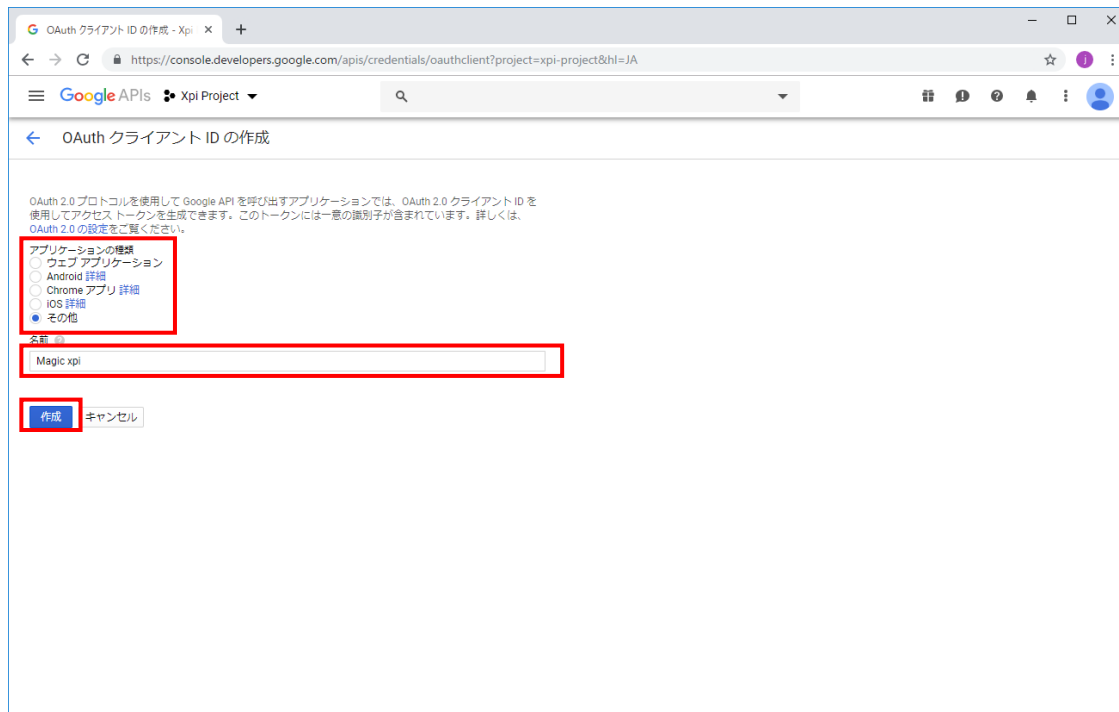 OAuth クライアント ID の作成 - Xpi
https://console.developers.google.com/apis/credentials/oauthclient?project=xpi-project&hl=JA
Google APIs Xpi Project
OAuth クライアント ID の作成
OAuth 2.0 プロトコルを使用して Google API を呼び出すアプリケーションでは、OAuth 2.0 クライアント ID を
使用してアクセス トークンを生成できます。このトークンには一意の識別子が含まれています。詳しくは、
OAuth 2.0 の設定をご覧ください。
アプリケーションの種類
ウェブ アプリケーション
Android 詳細
Chrome アプリ 詳細
iOS 詳細
その他
名前
Magic xpi
作成 キャンセル